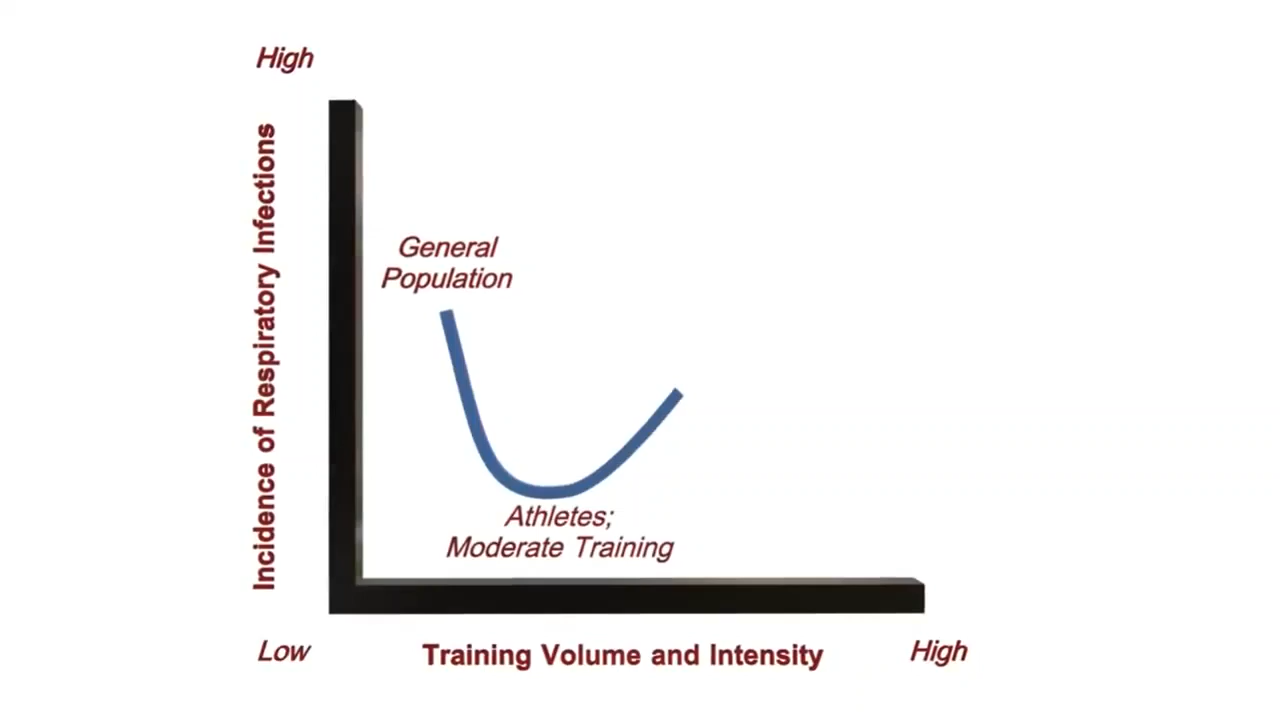 High
Incidence of Respiratory Infections
General
Population
Athletes;
Moderate Training
Low
Training Volume and Intensity
High